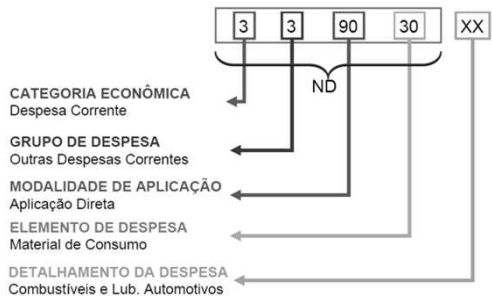 3 3 90 30 XX
ND
CATEGORIA ECONÔMICA
Despesa Corrente
GRUPO DE DESPESA
Outras Despesas Correntes
MODALIDADE DE APLICAÇÃO
Aplicação Direta
ELEMENTO DE DESPESA
Material de Consumo
DETALHAMENTO DA DESPESA
Combustíveis e Lub. Automotivos